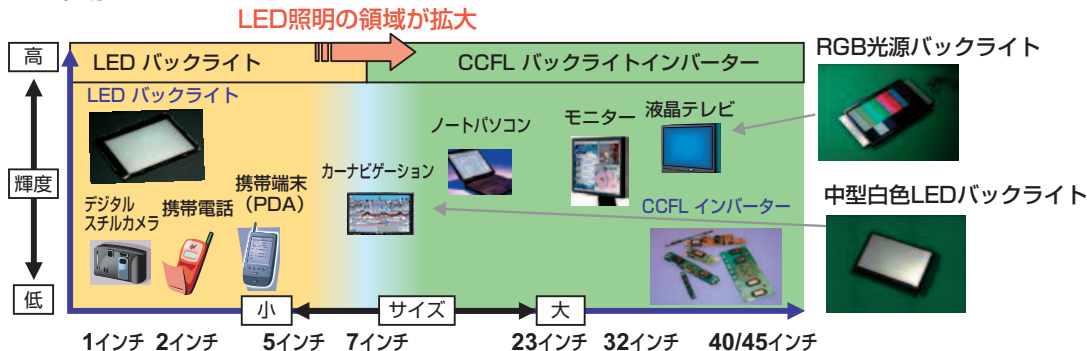 LED照明の領域が拡大
高
LED バックライト
CCFL バックライトインバーター
RGB光源バックライト
LED バックライト
ノートパソコン
モニター
液晶テレビ
輝度
カーナビゲーション
携帯端末
（PDA）
デジタル
スチルカメラ
携帯電話
CCFL インバーター
中型白色LEDバックライト
低
小
サイズ
大
1インチ 2インチ 5インチ 7インチ 23インチ 32インチ 40/45インチ